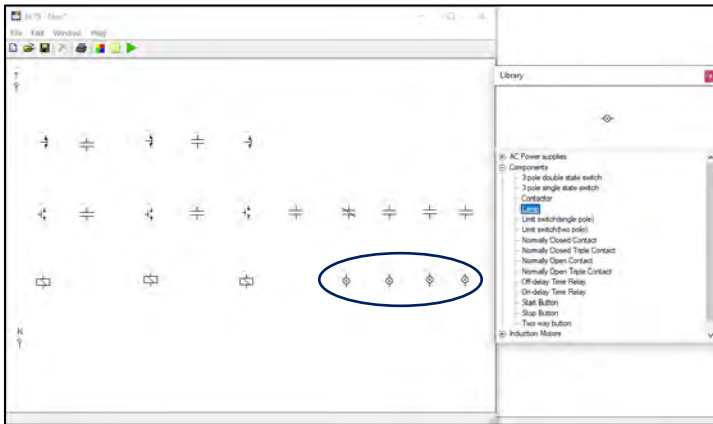 File Edit Window Help
T
N
Library
AC Power supplies
Components
3 pole double state switch
3 pole single state switch
Contactor
Lamp
Limit switch(single pole)
Limit switch(two pole)
Normally Closed Contact
Normally Closed Triple Contact
Normally Open Contact
Normally Open Triple Contact
Off-delay Time Relay
On-delay Time Relay
Start Button
Stop Button
Two way button
Induction Motors